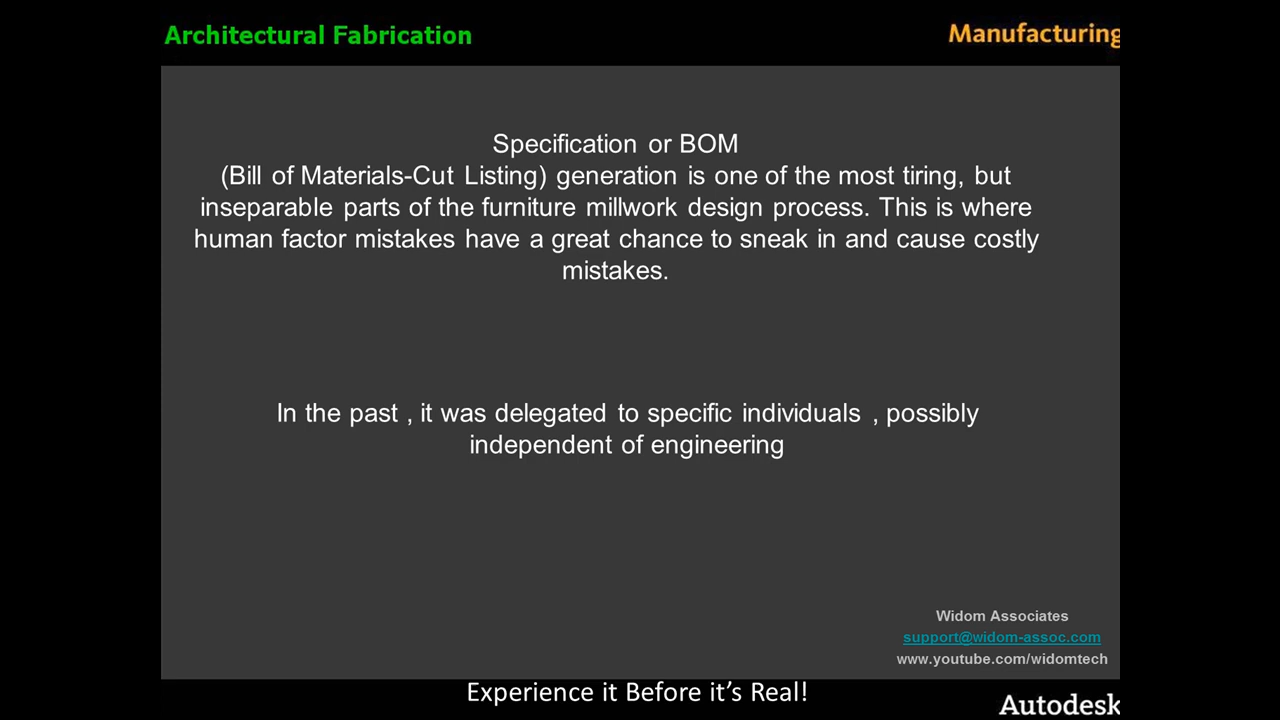 Architectural Fabrication
Manufacturing
Specification or BOM
(Bill of Materials-Cut Listing) generation is one of the most tiring, but
inseparable parts of the furniture millwork design process. This is where
human factor mistakes have a great chance to sneak in and cause costly
mistakes.
In the past , it was delegated to specific individuals , possibly
independent of engineering
Widom Associates
support@widom-assoc.com
www.youtube.com/widomtech
Experience it Before it’s Real!
Autodesk